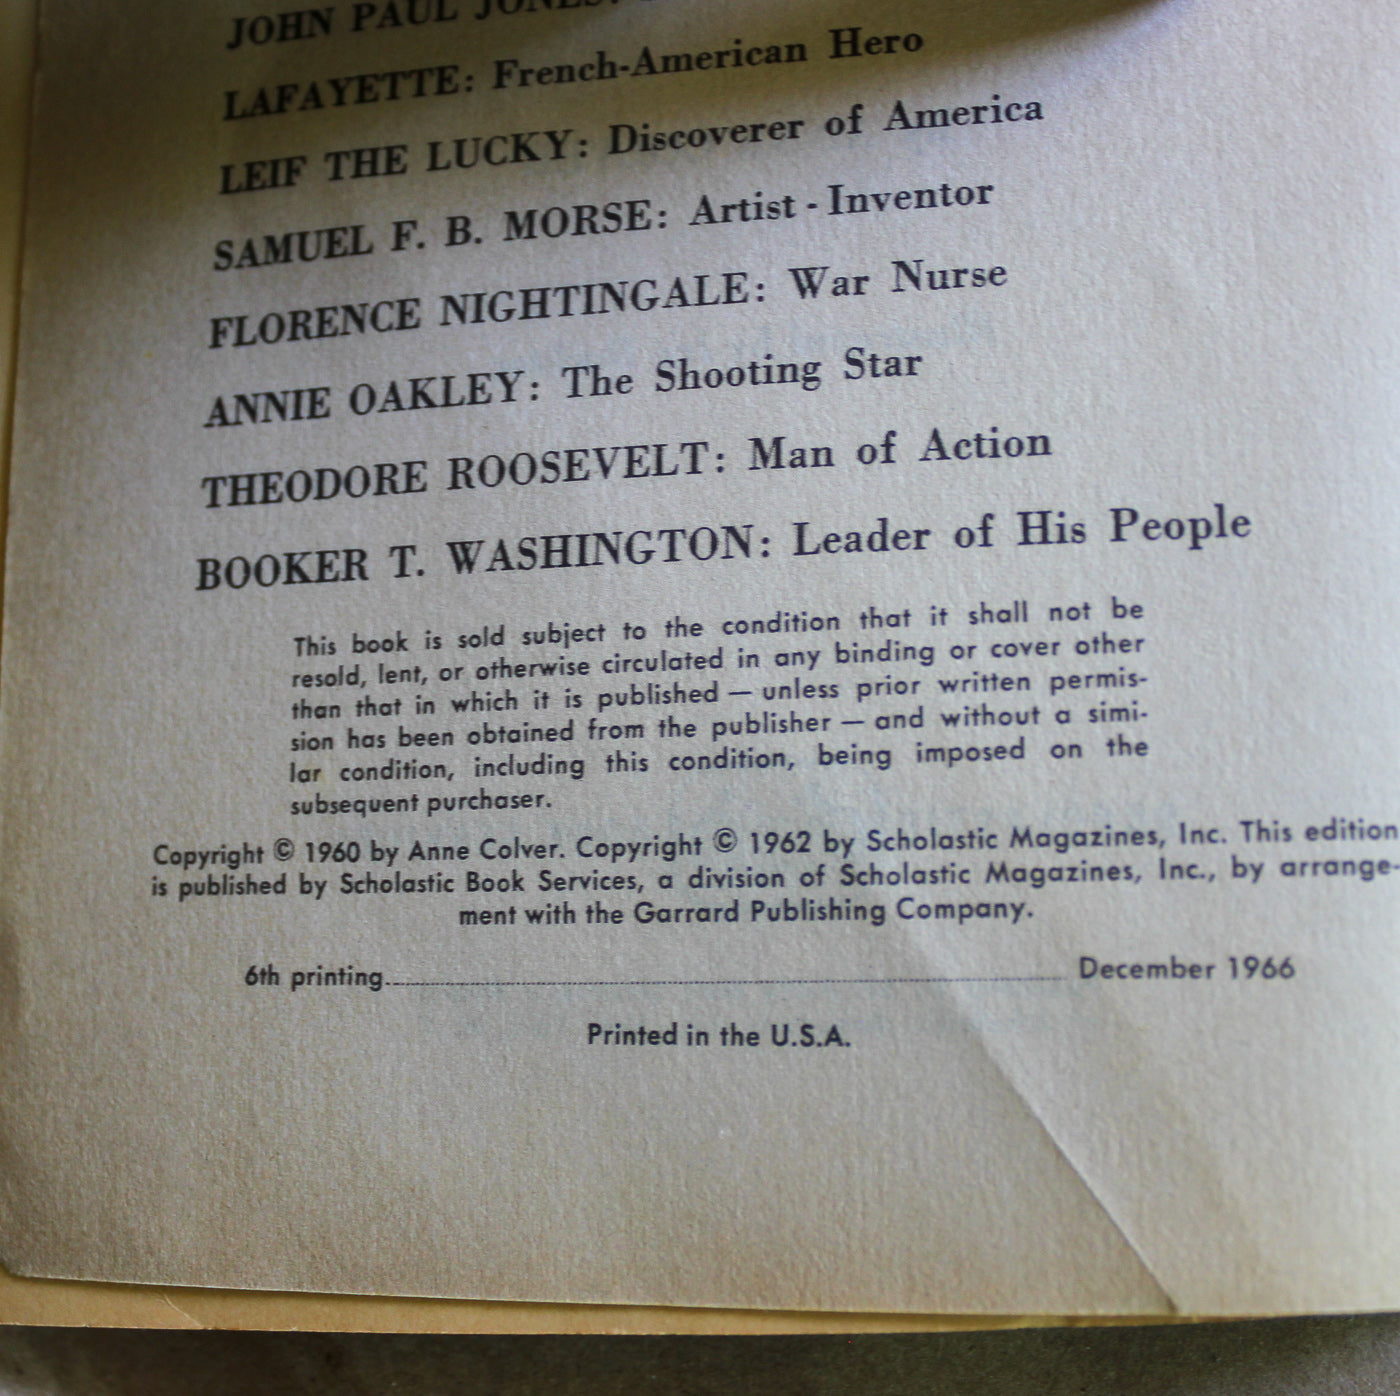 JOHN PAUL JONES:
LAFAYETTE: French-American Hero
LEIF THE LUCKY: Discoverer of America
SAMUEL F. B. MORSE: Artist - Inventor
FLORENCE NIGHTINGALE: War Nurse
ANNIE OAKLEY: The Shooting Star
THEODORE ROOSEVELT: Man of Action
BOOKER T. WASHINGTON: Leader of His People
This book is sold subject to the condition that it shall not be
resold, lent, or otherwise circulated in any binding or cover other
than that in which it is published — unless prior written permis-
sion has been obtained from the publisher — and without a simi-
lar condition, including this condition, being imposed on the
subsequent purchaser.
Copyright © 1960 by Anne Colver. Copyright © 1962 by Scholastic Magazines, Inc. This edition
is published by Scholastic Book Services, a division of Scholastic Magazines, Inc., by arrange-
ment with the Garrard Publishing Company.
6th printing........................................ December 1966
Printed in the U.S.A.